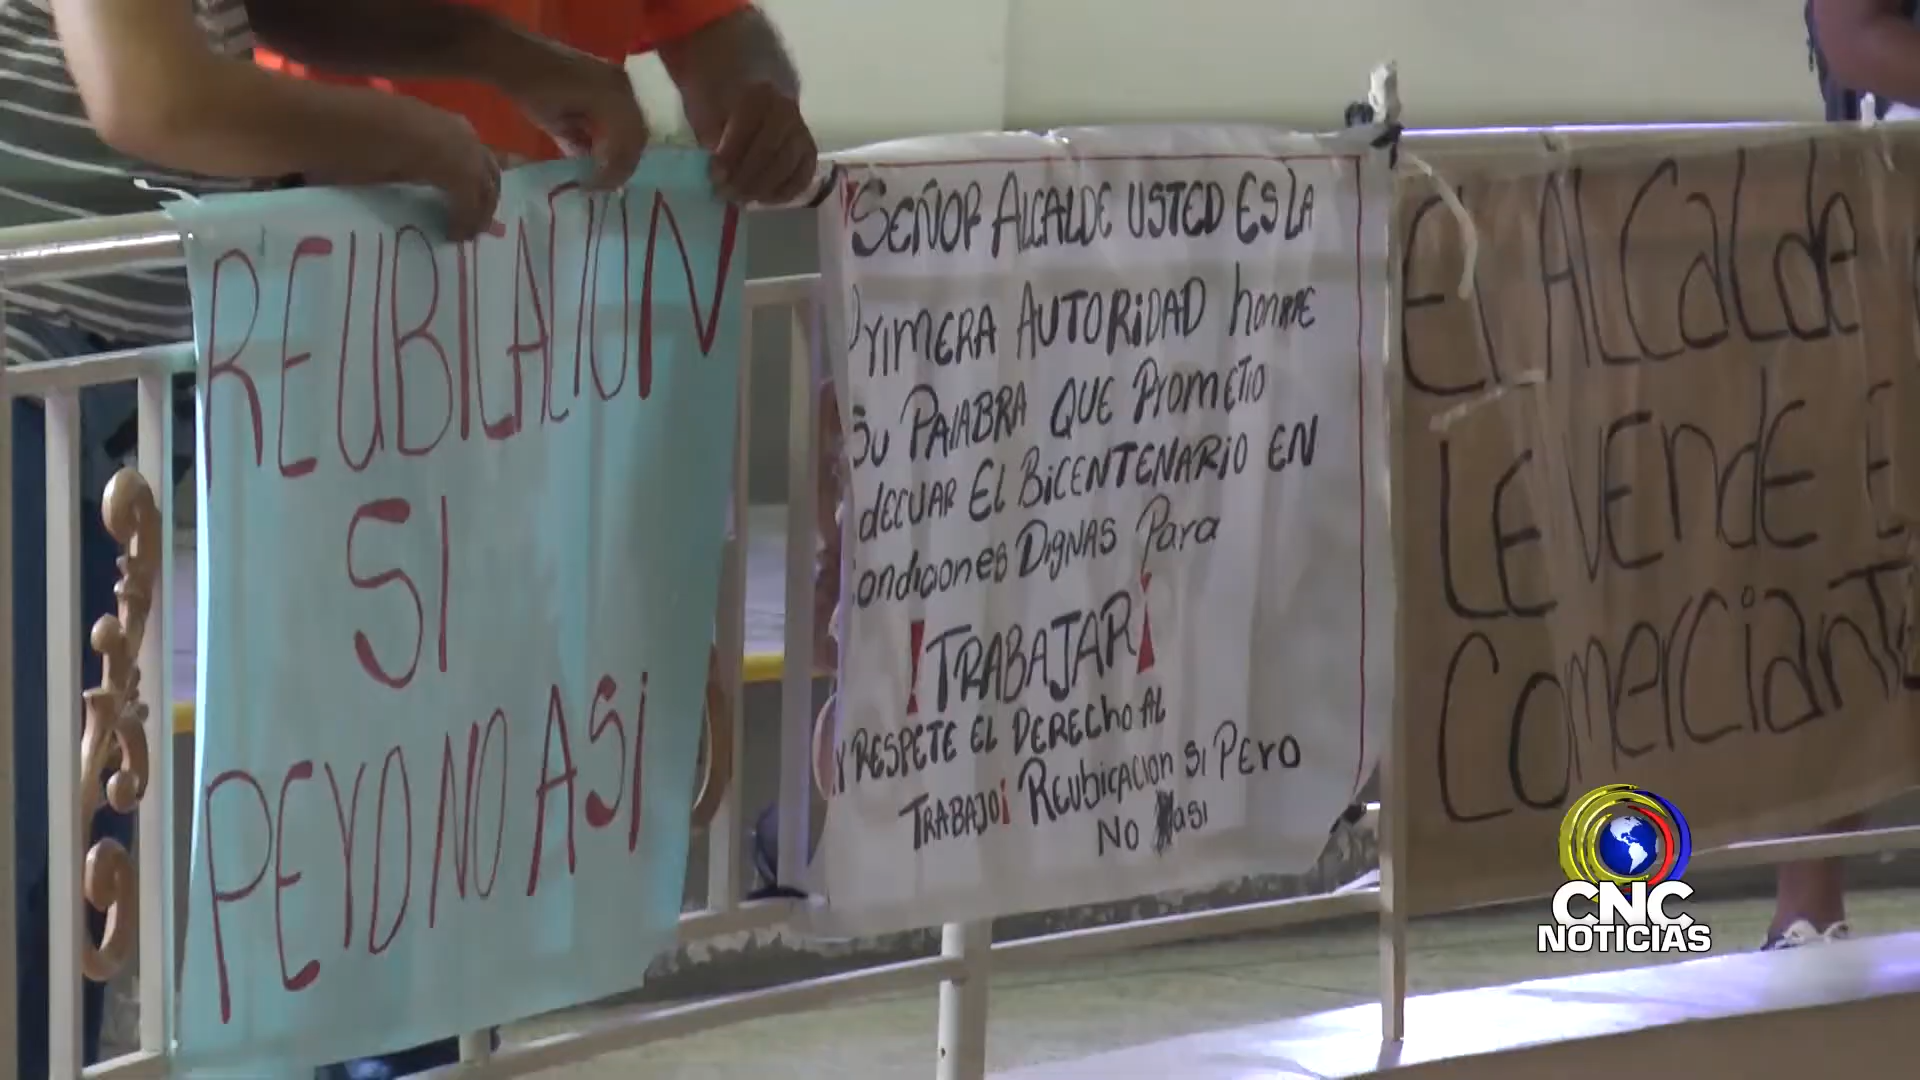 REUBICACION
SI
PERO NO ASI
SEÑOR ALCALDE USTED ES LA
PRIMERA AUTORIDAD honRRE
SU PALABRA QUE PROMETIO
adECUAR EL BICENTENARIO EN
condiciones DIGNAS Para
¡TRABAJAR!
Y RESPETE EL DERECHO AL
TRABAJO! REUBICACION SI PERO
NO asi
El AlCalde
LE VENdE E
ComerCianT
CNC
NOTICIAS